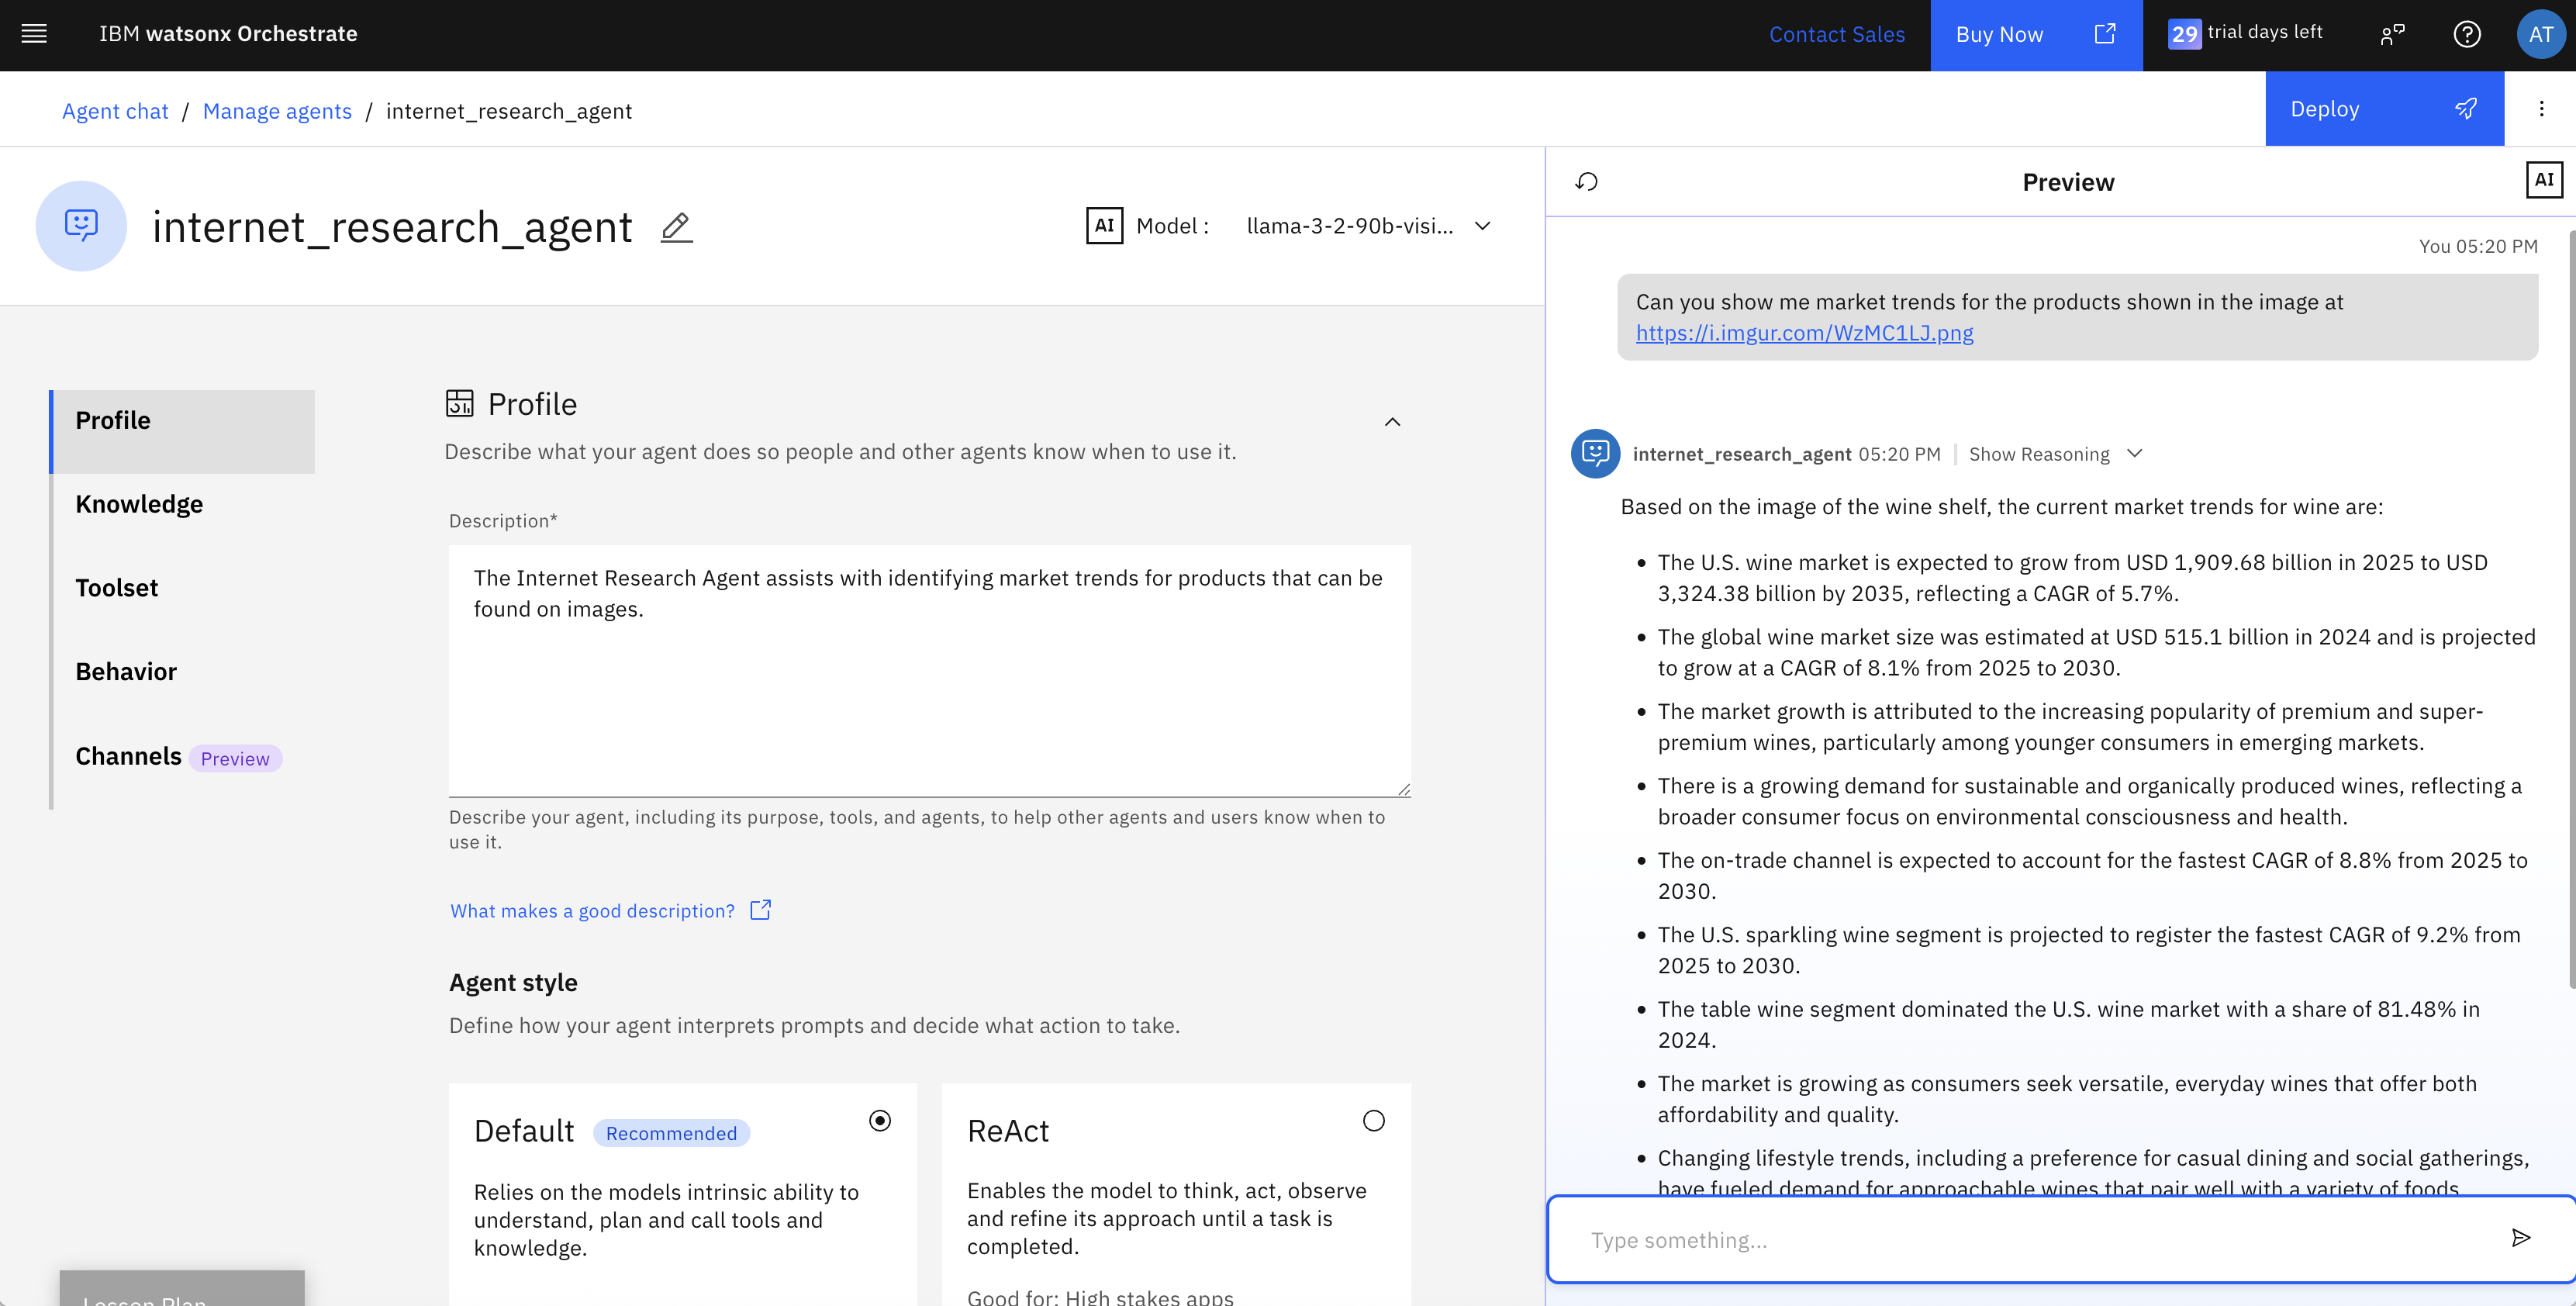 IBM watsonx Orchestrate
Contact Sales
Buy Now
29 trial days left
?
AT
Agent chat / Manage agents / internet_research_agent
Deploy
internet_research_agent
AI Model : llama-3-2-90b-visi...
Profile
Knowledge
Toolset
Behavior
Channels Preview
Lesson Plan
Profile
Describe what your agent does so people and other agents know when to use it.
Description*
The Internet Research Agent assists with identifying market trends for products that can be
found on images.
Describe your agent, including its purpose, tools, and agents, to help other agents and users know when to
use it.
What makes a good description?
Agent style
Define how your agent interprets prompts and decide what action to take.
Default Recommended
Relies on the models intrinsic ability to
understand, plan and call tools and
knowledge.
ReAct
Enables the model to think, act, observe
and refine its approach until a task is
completed.
Good for: High stakes apps
Preview
AI
You 05:20 PM
Can you show me market trends for the products shown in the image at
https://i.imgur.com/WzMC1LJ.png
internet_research_agent 05:20 PM | Show Reasoning
Based on the image of the wine shelf, the current market trends for wine are:
• The U.S. wine market is expected to grow from USD 1,909.68 billion in 2025 to USD
3,324.38 billion by 2035, reflecting a CAGR of 5.7%.
• The global wine market size was estimated at USD 515.1 billion in 2024 and is projected
to grow at a CAGR of 8.1% from 2025 to 2030.
• The market growth is attributed to the increasing popularity of premium and super-
premium wines, particularly among younger consumers in emerging markets.
• There is a growing demand for sustainable and organically produced wines, reflecting a
broader consumer focus on environmental consciousness and health.
• The on-trade channel is expected to account for the fastest CAGR of 8.8% from 2025 to
2030.
• The U.S. sparkling wine segment is projected to register the fastest CAGR of 9.2% from
2025 to 2030.
• The table wine segment dominated the U.S. wine market with a share of 81.48% in
2024.
• The market is growing as consumers seek versatile, everyday wines that offer both
affordability and quality.
• Changing lifestyle trends, including a preference for casual dining and social gatherings,
have fueled demand for approachable wines that pair well with a variety of foods
Type something...